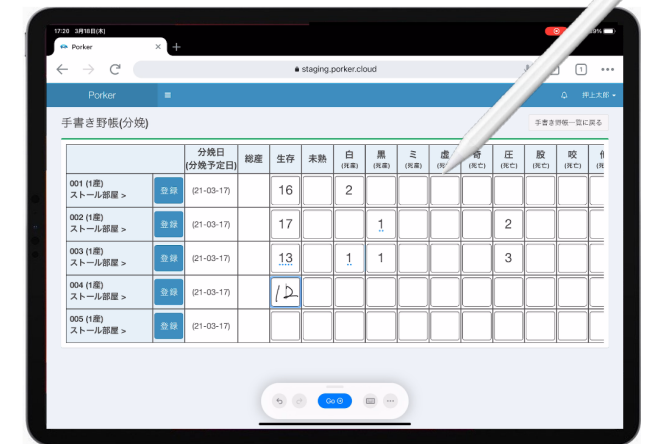 17:20 3月18日(木)
Porker × +
staging.porker.cloud
1
Porker
押上太郎
手書き野帳(分娩)
手書き野帳一覧に戻る
分娩日 総産 生存 未熟 白 黒 ミ 虚 奇 圧 股 咬
(分娩予定日) (死産) (死産) (死産) (死亡) (死亡) (死亡) (死亡)
001 (1産) 登録 (21-03-17) 16 2
ストール部屋 >
002 (1産) 登録 (21-03-17) 17 1 2
ストール部屋 >
003 (1産) 登録 (21-03-17) 13 1 1 3
ストール部屋 >
004 (1産) 登録 (21-03-17) 12
ストール部屋 >
005 (1産) 登録 (21-03-17)
ストール部屋 >
Go